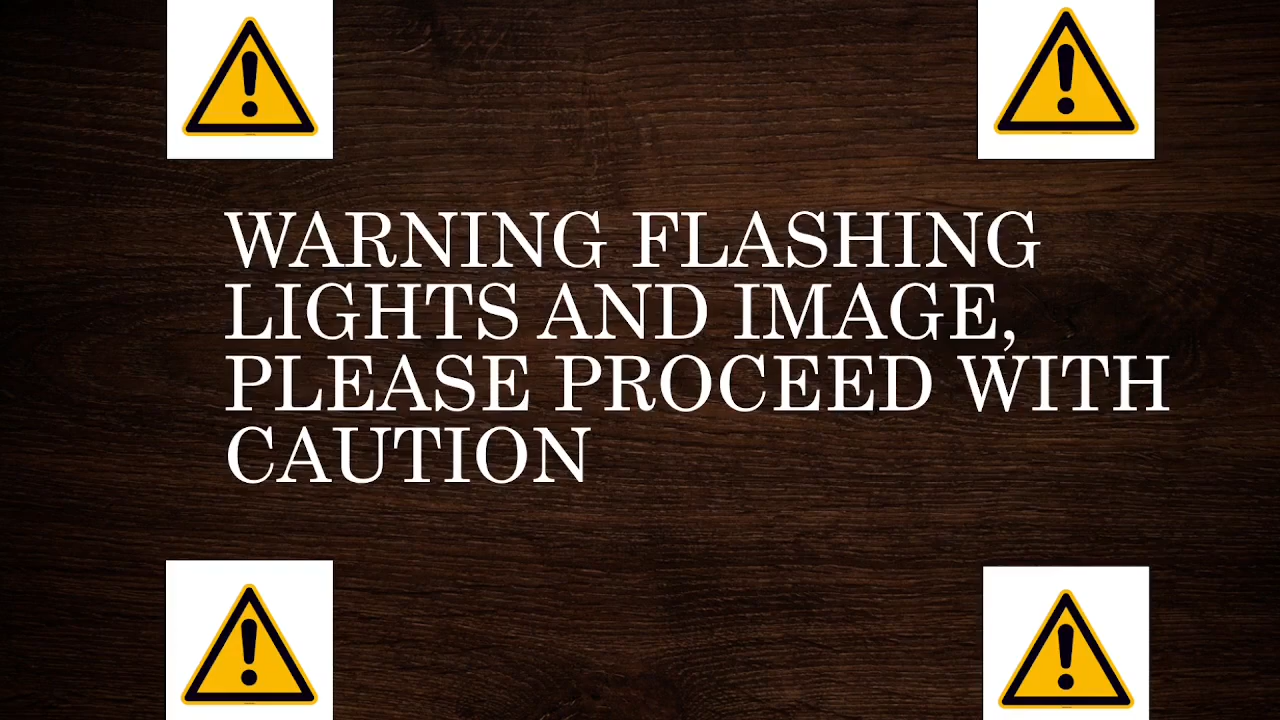 WARNING FLASHING
LIGHTS AND IMAGE,
PLEASE PROCEED WITH
CAUTION